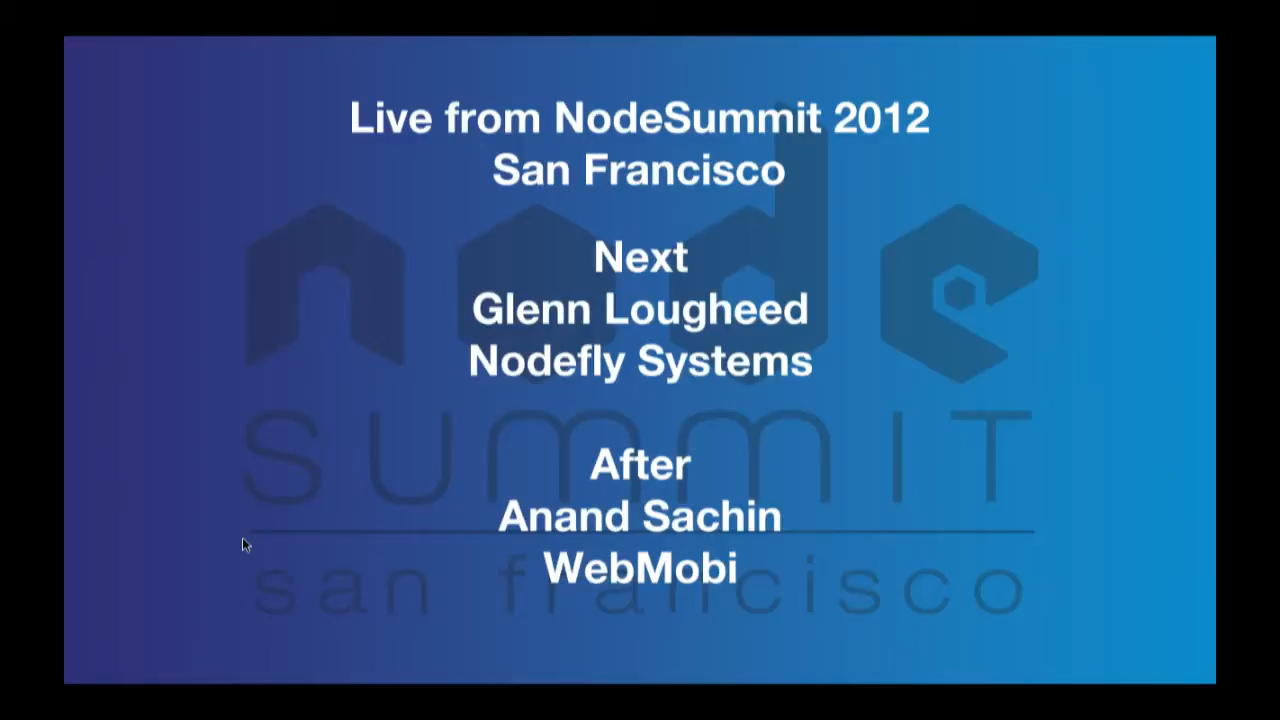 Live from NodeSummit 2012
San Francisco
Next
Glenn Lougheed
Nodefly Systems
After
Anand Sachin
WebMobi
node
summit
san francisco